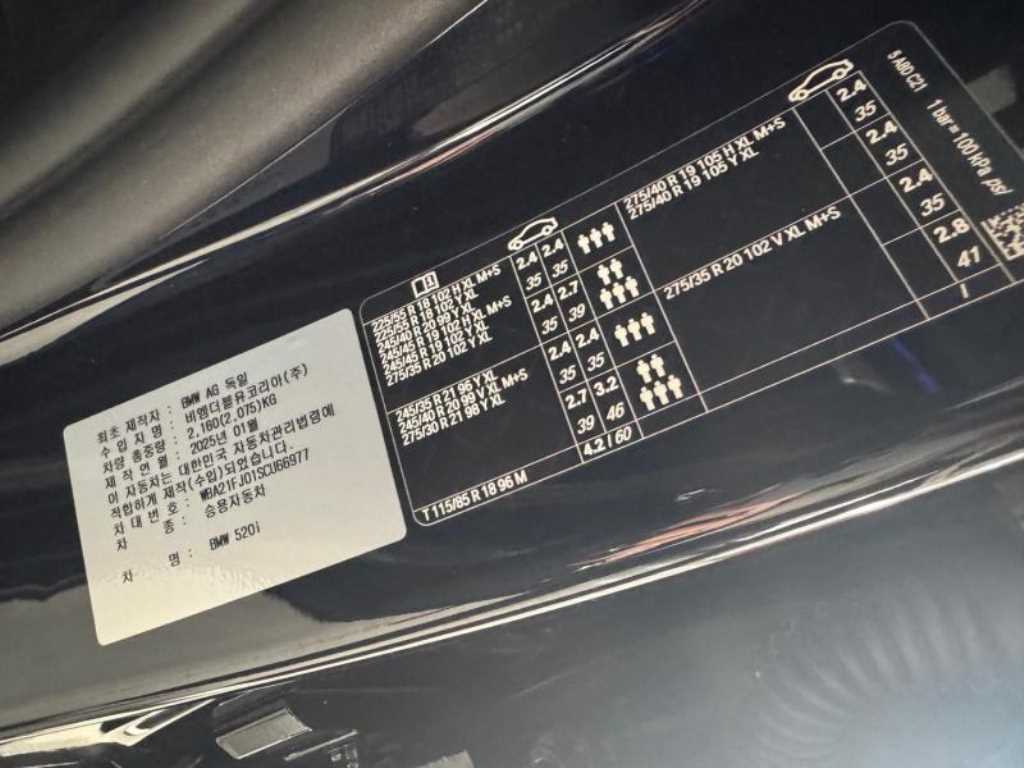 최초 제작자 : BMW AG 독일
수 입 자 명 : 비엠더블유코리아(주)
차량 총중량 : 2,160(2,075)KG
제 작 연 월 : 2025년 01월
이 자동차는 대한민국 자동차관리법령에
적합하게 제작(수입)되었습니다.
차 대 번 호 : WBA21FJ01SCU66977
차 종 : 승용자동차
차 명 : BMW 520i
225/55 R 18 102 H XL M+S
225/55 R 18 102 Y XL
245/40 R 20 99 Y XL
245/45 R 19 102 H XL M+S
245/45 R 19 102 Y XL
275/35 R 20 102 Y XL
2.4 2.4
35 35
2.4 2.7
35 39
245/35 R 21 96 Y XL
245/40 R 20 99 V XL M+S
275/30 R 21 98 Y XL
2.4 2.4
35 35
2.7 3.2
39 46
T 115/85 R 18 96 M
4.2 / 60
275/40 R 19 105 H XL M+S
275/40 R 19 105 Y XL
2.4
35
2.4
35
275/35 R 20 102 V XL M+S
2.4
35
2.8
41
/
5 A80 C21 1 bar = 100 kPa psi